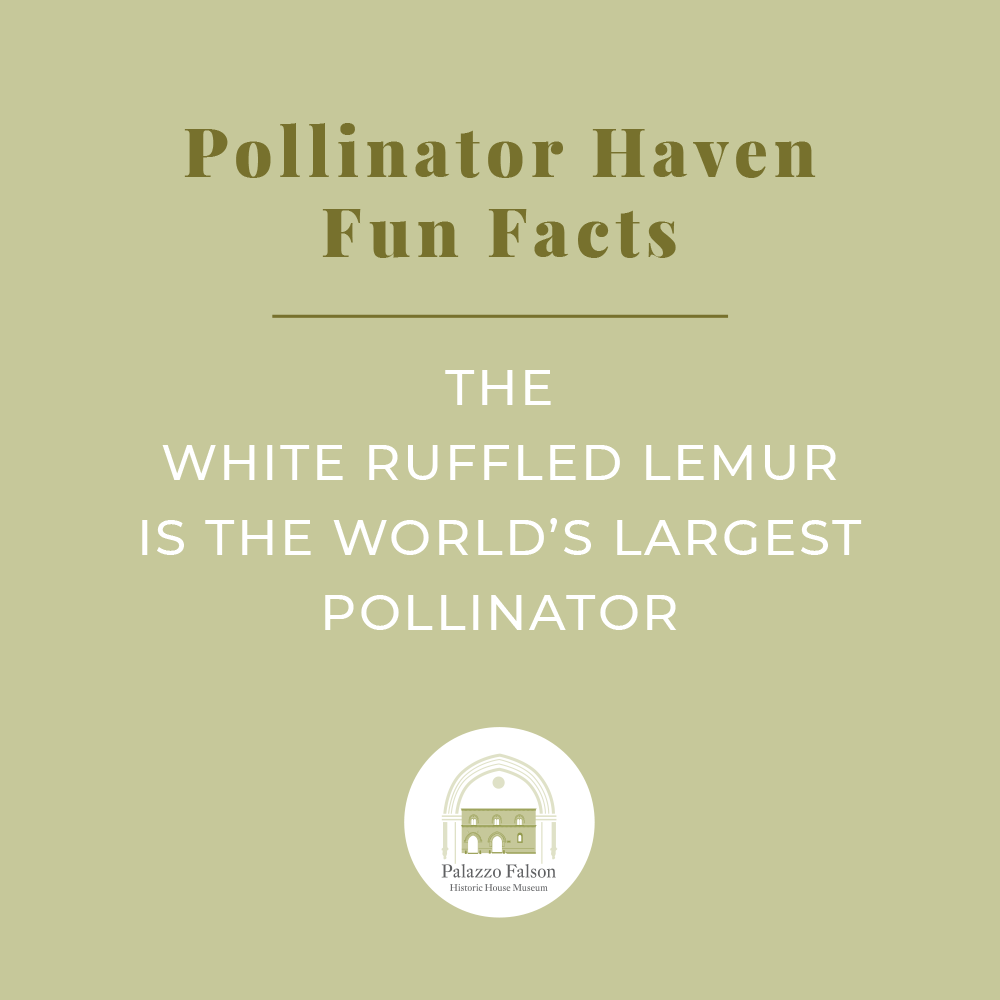 Pollinator Haven
Fun Facts
THE
WHITE RUFFLED LEMUR
IS THE WORLD’S LARGEST
POLLINATOR
Palazzo Falson
Historic House Museum